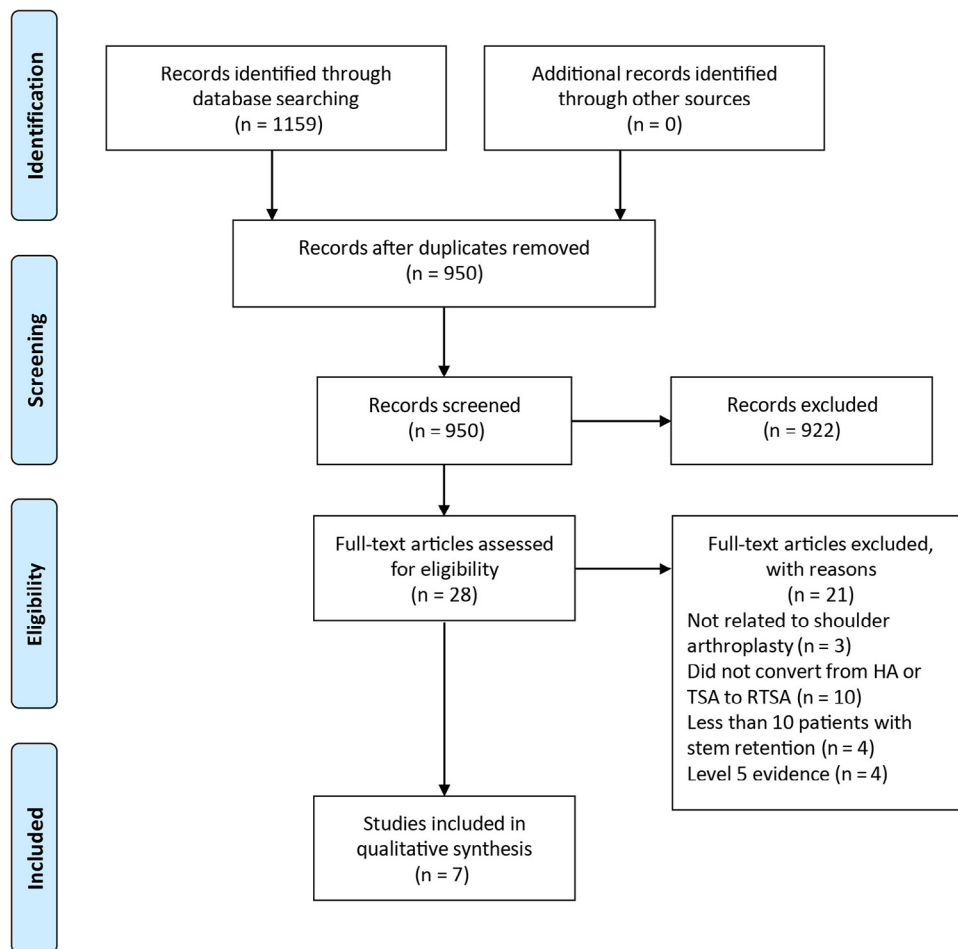 Identification
Records identified through
database searching
(n = 1159)
Additional records identified
through other sources
(n = 0)
Screening
Records after duplicates removed
(n = 950)
Records screened
(n = 950)
Records excluded
(n = 922)
Eligibility
Full-text articles assessed
for eligibility
(n = 28)
Full-text articles excluded,
with reasons
(n = 21)
Not related to shoulder
arthroplasty (n = 3)
Did not convert from HA or
TSA to RTSA (n = 10)
Less than 10 patients with
stem retention (n = 4)
Level 5 evidence (n = 4)
Included
Studies included in
qualitative synthesis
(n = 7)